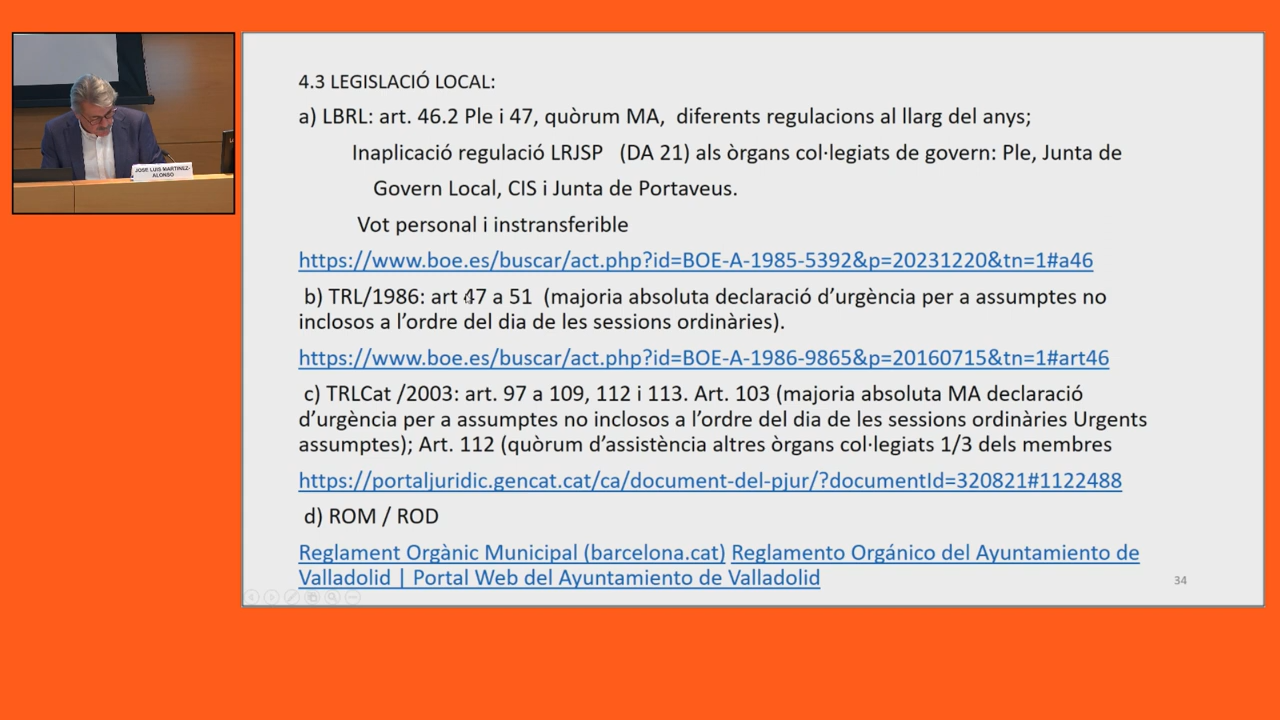 JOSE LUIS MARTINEZ-
ALONSO
4.3 LEGISLACIÓ LOCAL:
a) LBRL: art. 46.2 Ple i 47, quòrum MA, diferents regulacions al llarg del anys;
Inaplicació regulació LRJSP (DA 21) als òrgans col·legiats de govern: Ple, Junta de
Govern Local, CIS i Junta de Portaveus.
Vot personal i instransferible
https://www.boe.es/buscar/act.php?id=BOE-A-1985-5392&p=20231220&tn=1#a46
b) TRL/1986: art 47 a 51 (majoria absoluta declaració d’urgència per a assumptes no
inclosos a l’ordre del dia de les sessions ordinàries).
https://www.boe.es/buscar/act.php?id=BOE-A-1986-9865&p=20160715&tn=1#art46
c) TRLCat /2003: art. 97 a 109, 112 i 113. Art. 103 (majoria absoluta MA declaració
d’urgència per a assumptes no inclosos a l’ordre del dia de les sessions ordinàries Urgents
assumptes); Art. 112 (quòrum d’assistència altres òrgans col·legiats 1/3 dels membres
https://portaljuridic.gencat.cat/ca/document-del-pjur/?documentId=320821#1122488
d) ROM / ROD
Reglament Orgànic Municipal (barcelona.cat) Reglamento Orgánico del Ayuntamiento de
Valladolid | Portal Web del Ayuntamiento de Valladolid
34